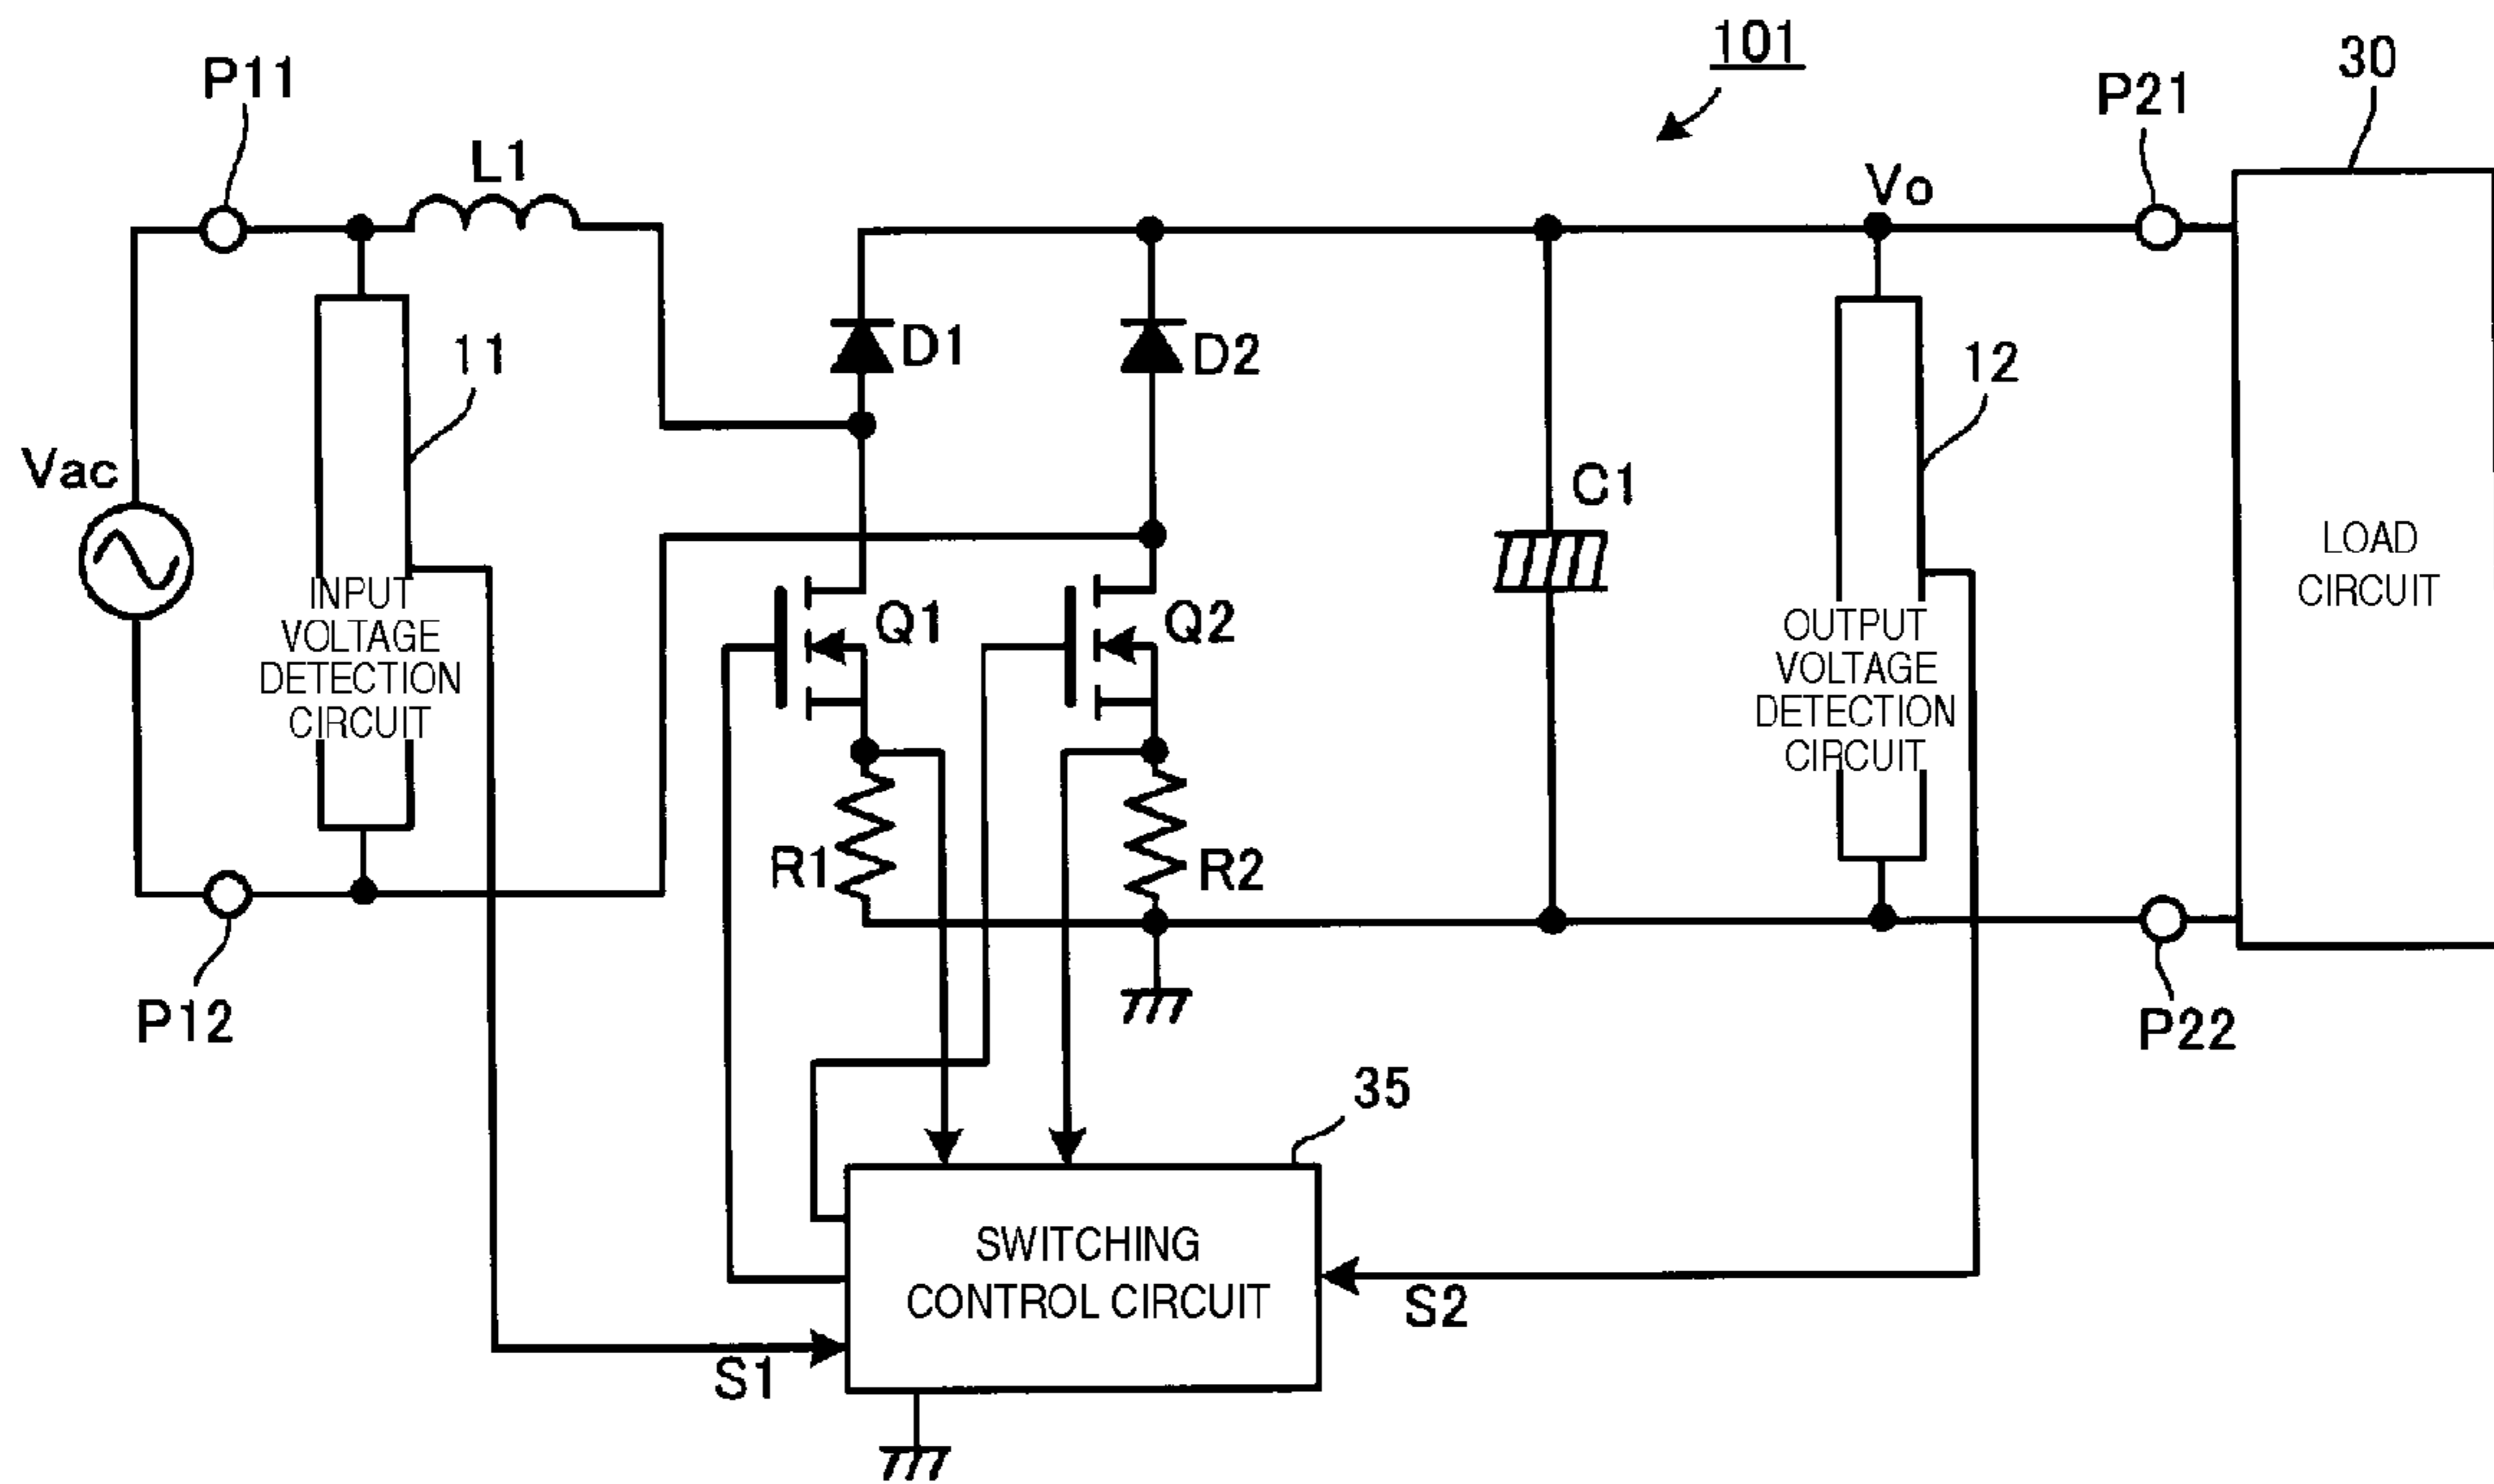 101
30
P11
P21
L1
Vo
D1
D2
11
12
Vac
C1
LOAD
CIRCUIT
INPUT
VOLTAGE
DETECTION
CIRCUIT
Q1
Q2
OUTPUT
VOLTAGE
DETECTION
CIRCUIT
R1
R2
P12
P22
35
SWITCHING
CONTROL CIRCUIT
S2
S1